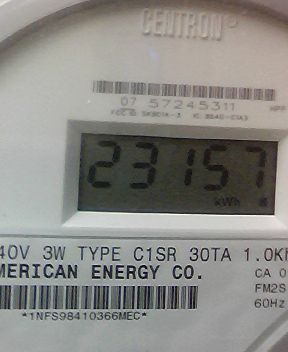 CENTRON
07 57245311
23157
kWh
40V 3W TYPE C1SR 30TA 1.0K
MERICAN ENERGY CO.
CA 0
FM2S
60Hz
*1NFS98410366MEC*